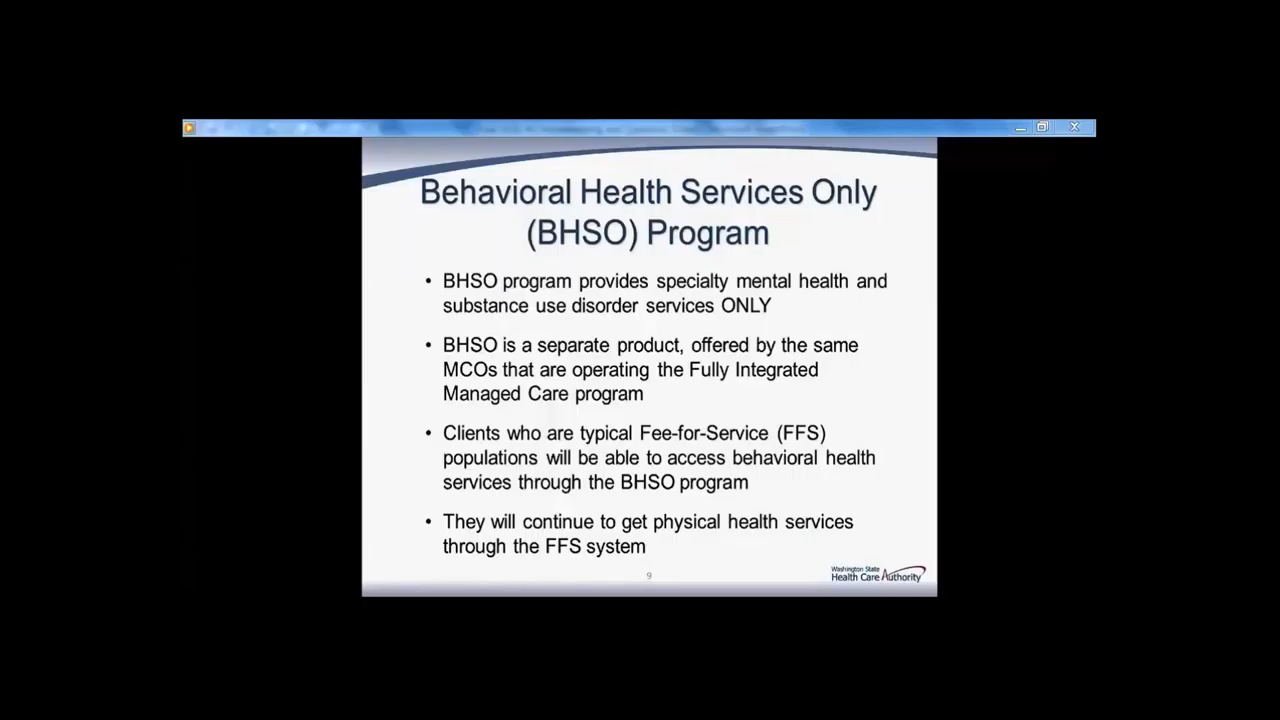 Behavioral Health Services Only
(BHSO) Program
• BHSO program provides specialty mental health and
substance use disorder services ONLY
• BHSO is a separate product, offered by the same
MCOs that are operating the Fully Integrated
Managed Care program
• Clients who are typical Fee-for-Service (FFS)
populations will be able to access behavioral health
services through the BHSO program
• They will continue to get physical health services
through the FFS system
9
Washington State
Health Care Authority